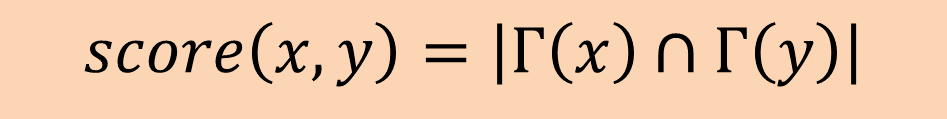 score(x, y) = |Γ(x) ∩ Γ(y)|